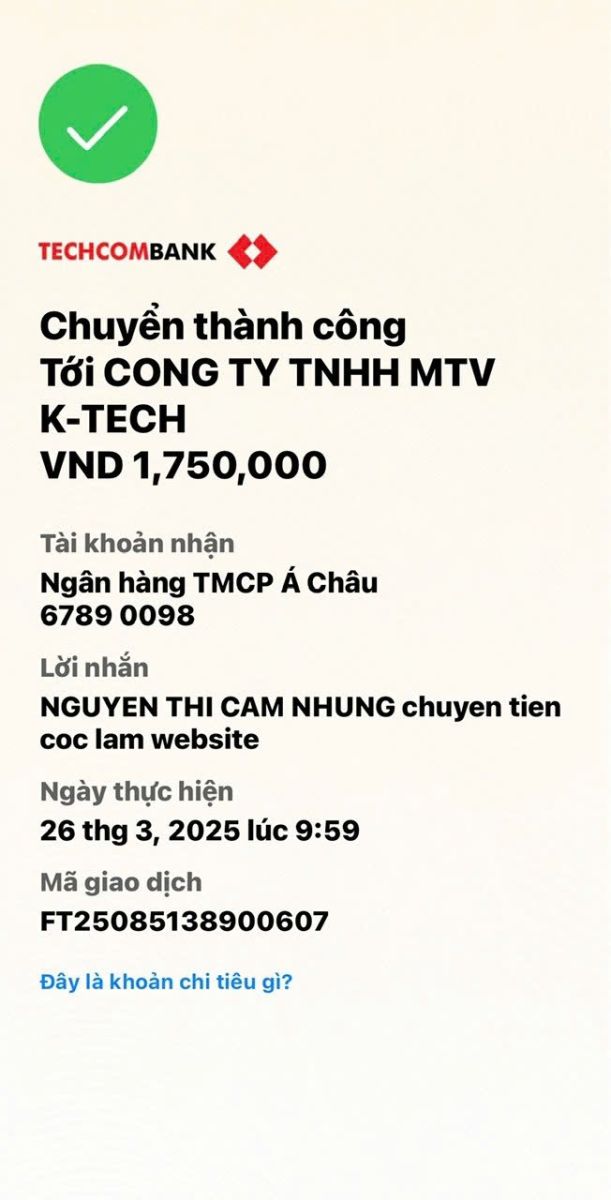 TECHCOMBANK
Chuyển thành công
Tới CONG TY TNHH MTV
K-TECH
VND 1,750,000
Tài khoản nhận
Ngân hàng TMCP Á Châu
6789 0098
Lời nhắn
NGUYEN THI CAM NHUNG chuyen tien
coc lam website
Ngày thực hiện
26 thg 3, 2025 lúc 9:59
Mã giao dịch
FT25085138900607
Đây là khoản chi tiêu gì?